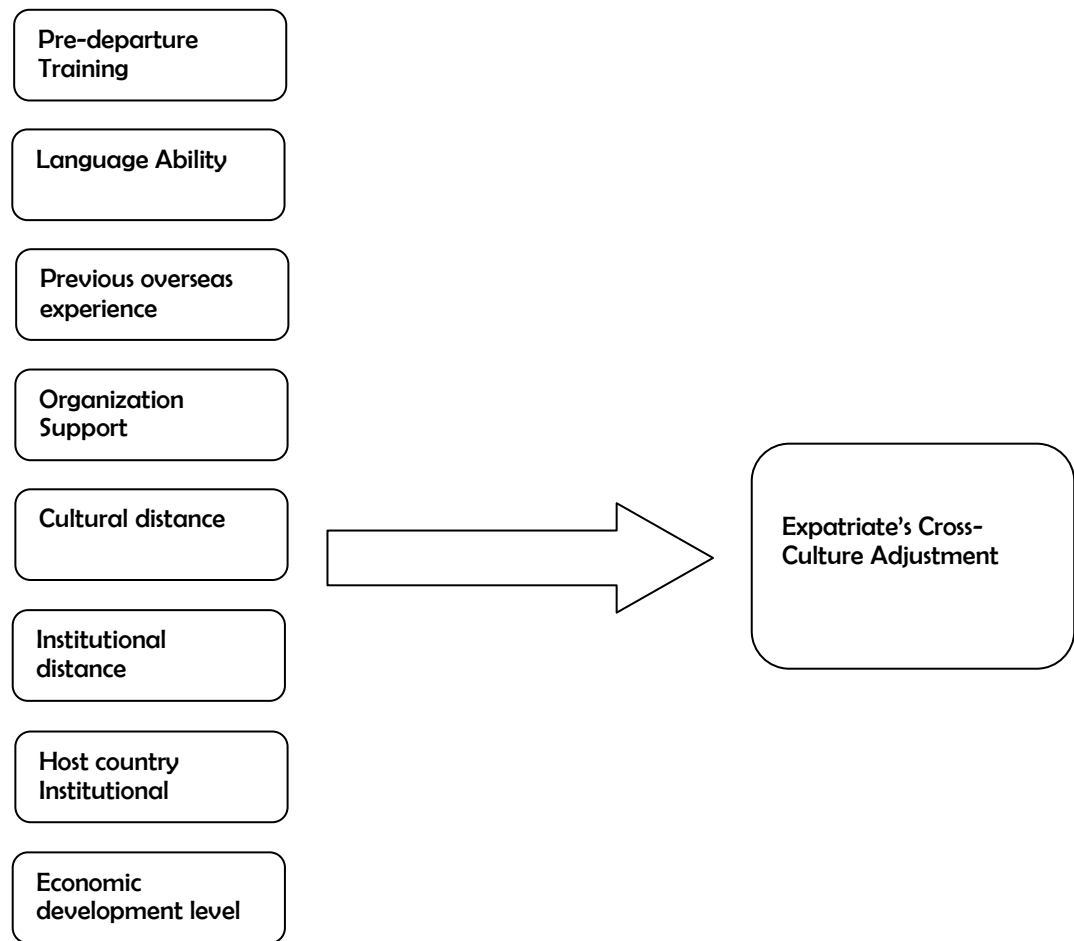 Pre-departure
Training
Language Ability
Previous overseas
experience
Organization
Support
Cultural distance
Institutional
distance
Host country
Institutional
Economic
development level
Expatriate’s Cross-
Culture Adjustment